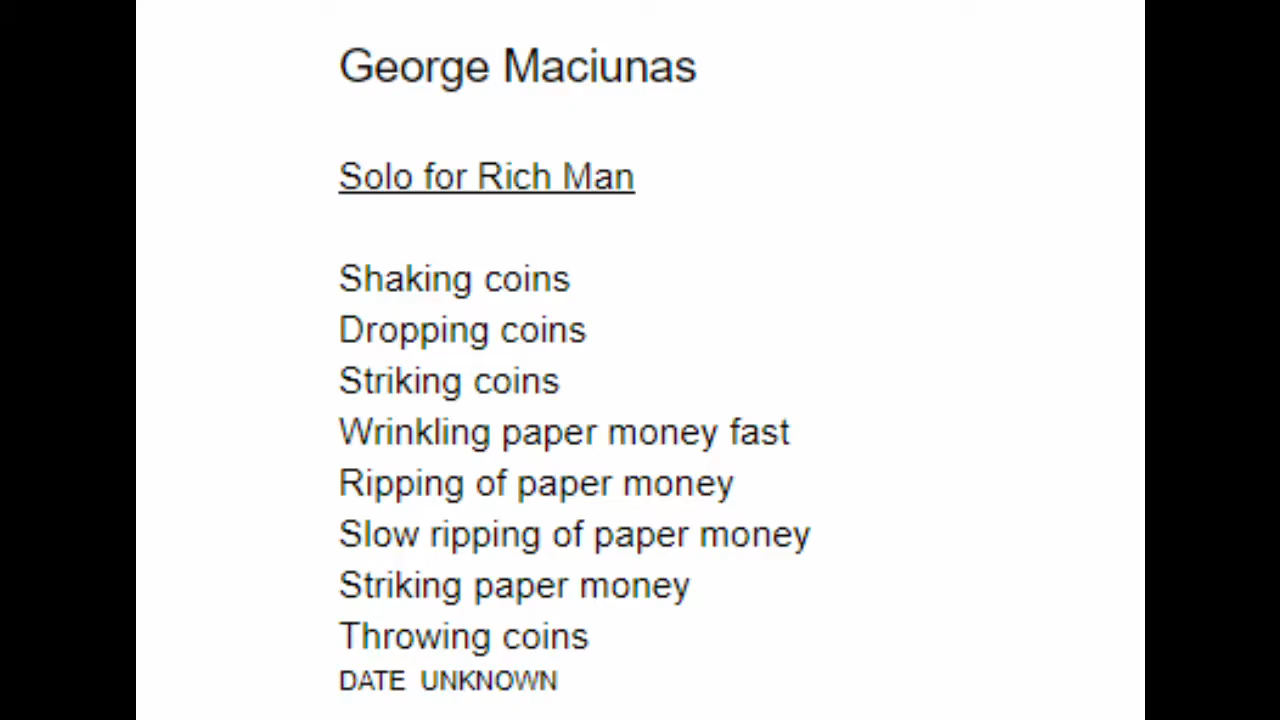 George Maciunas
Solo for Rich Man
Shaking coins
Dropping coins
Striking coins
Wrinkling paper money fast
Ripping of paper money
Slow ripping of paper money
Striking paper money
Throwing coins
DATE UNKNOWN